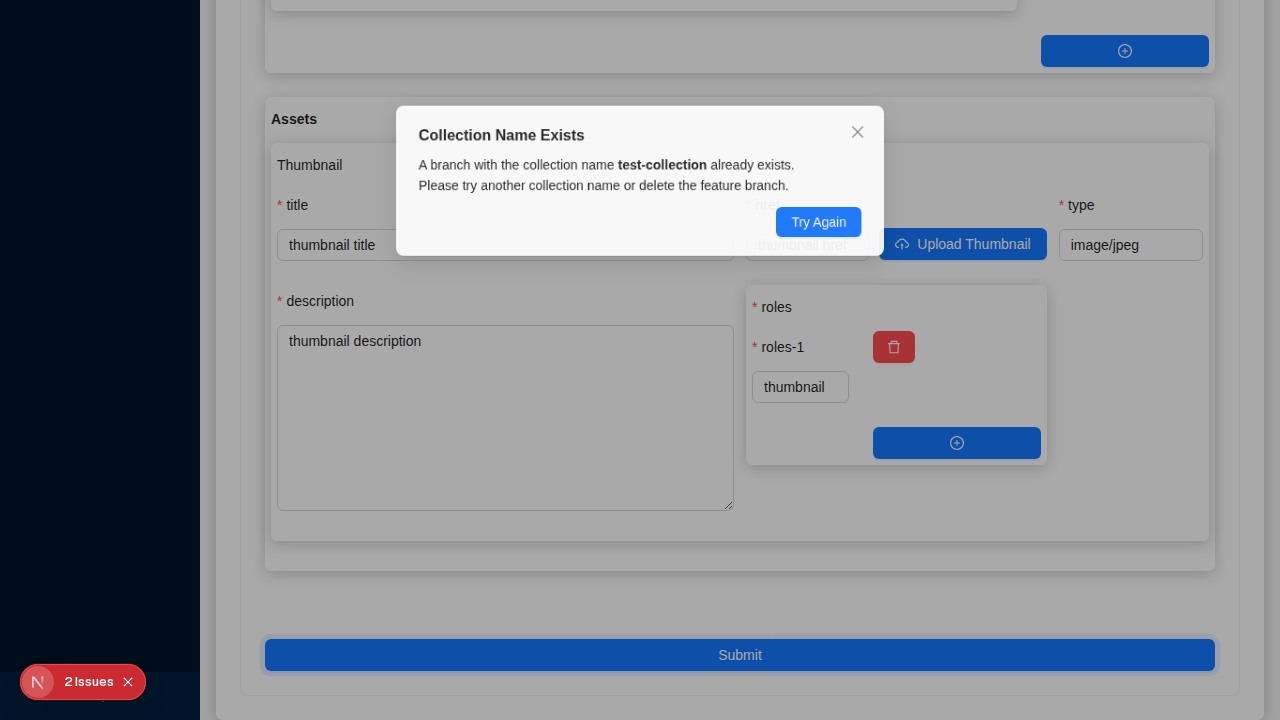 Assets
Collection Name Exists
A branch with the collection name test-collection already exists.
Please try another collection name or delete the feature branch.
Try Again
Thumbnail
* title
* href
* type
thumbnail title
thumbnail href
Upload Thumbnail
image/jpeg
* description
thumbnail description
* roles
* roles-1
thumbnail
Submit
N 2 Issues